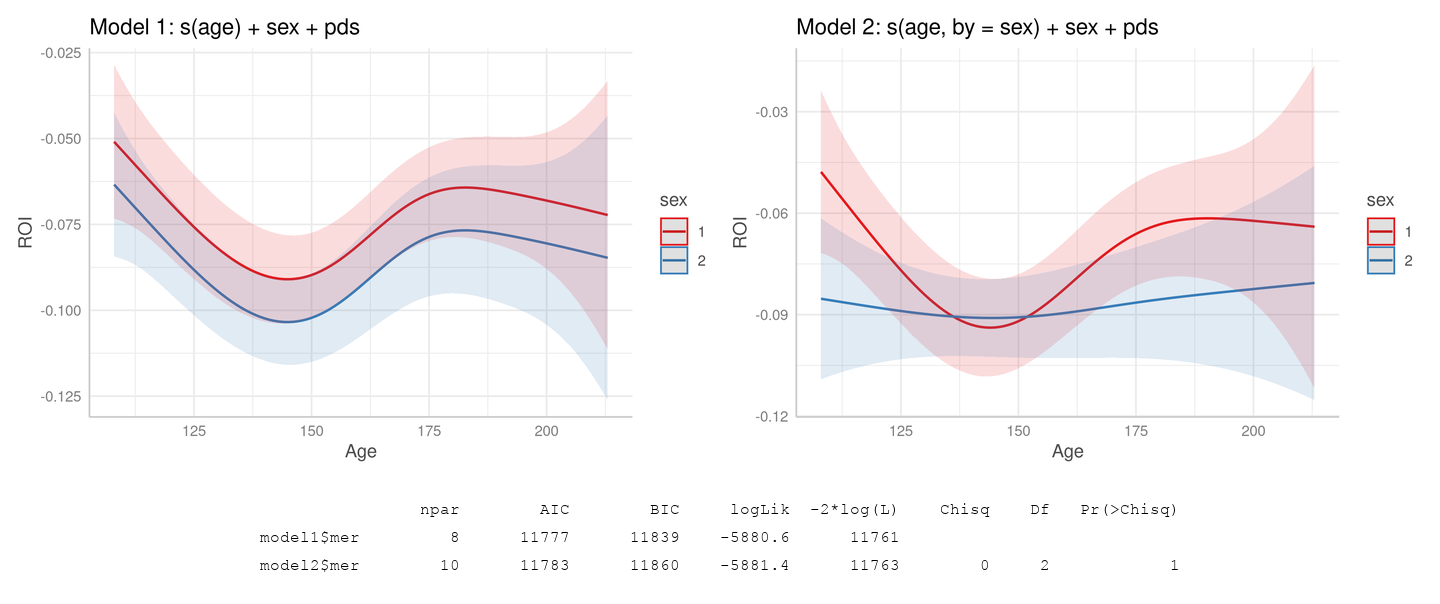 Model 1: s(age) + sex + pds
-0.025
-0.050
-0.075
-0.100
-0.125
ROI
125 150 175 200
Age
sex
1
2
Model 2: s(age, by = sex) + sex + pds
-0.03
-0.06
-0.09
-0.12
ROI
125 150 175 200
Age
sex
1
2
npar AIC BIC logLik -2*log(L) Chisq Df Pr(>Chisq)
model1$mer 8 11777 11839 -5880.6 11761
model2$mer 10 11783 11860 -5881.4 11763 0 2 1